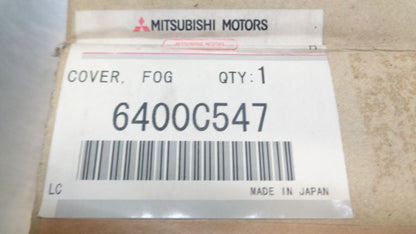 MITSUBISHI MOTORS
COVER, FOG QTY:1
6400C547
LC MADE IN JAPAN